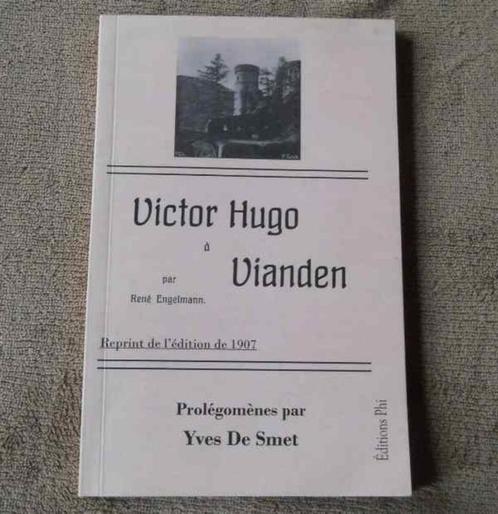 Victor Hugo
à
Vianden
par
René Engelmann.
Reprint de l'édition de 1907
Prolégomènes par
Yves De Smet
Éditions Phi